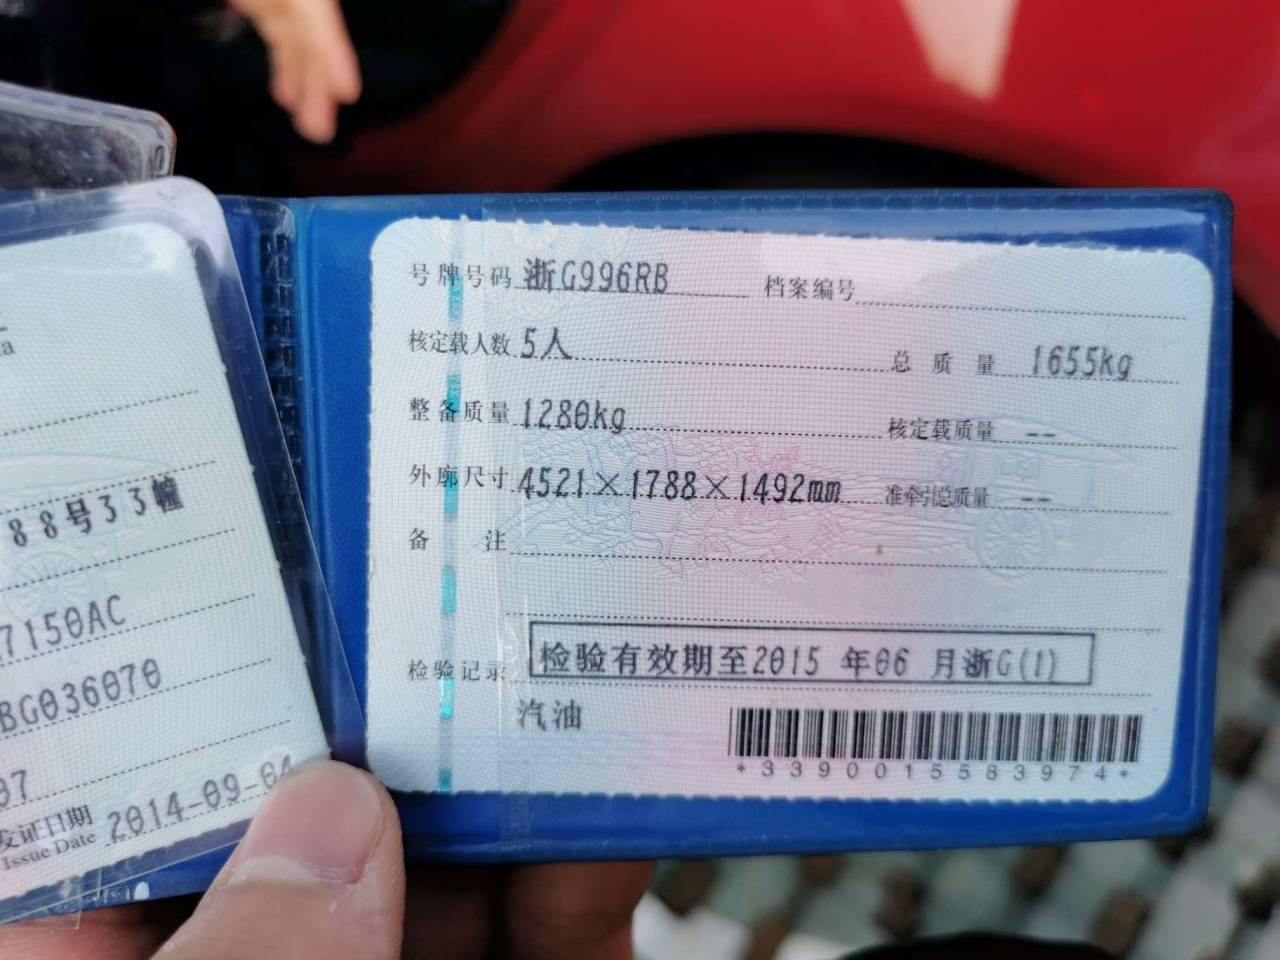 88号33幢
7150AC
BG036070
07
发证日期
Issue Date 2014-09-04
号牌号码 浙G996RB 档案编号
核定载人数 5人 总质量 1655kg
整备质量 1280kg 核定载质量 --
外廓尺寸 4521×1788×1492mm 准牵引总质量 --
备注
检验记录 检验有效期至2015 年06 月浙G(1)
汽油
*3390015583974*